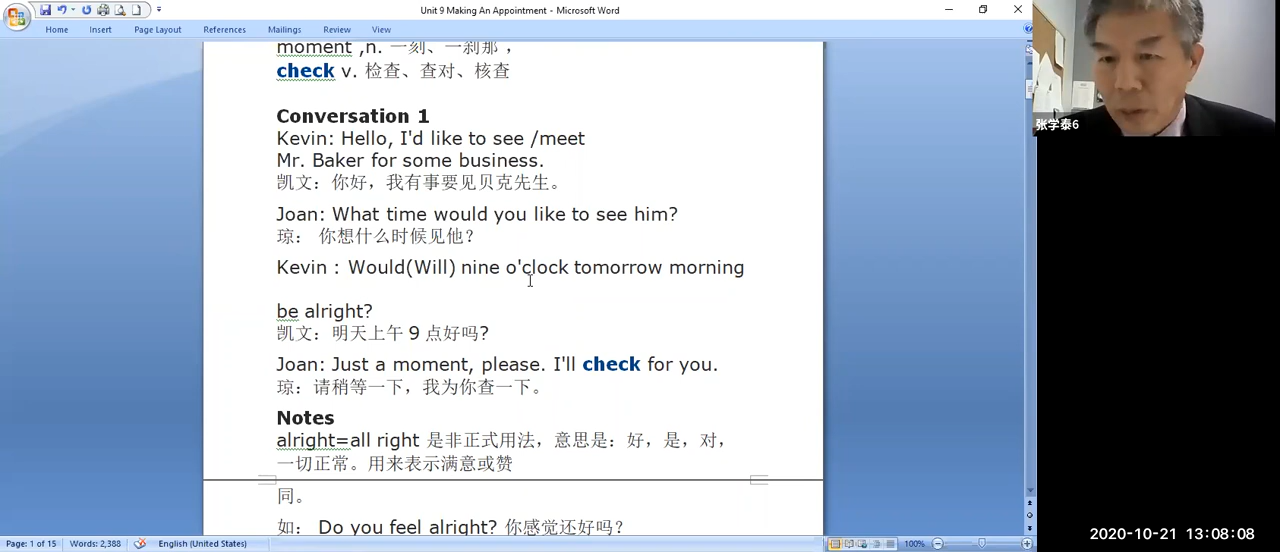 Unit 9 Making An Appointment - Microsoft Word
Home Insert Page Layout References Mailings Review View
moment ,n. 一刻、一刹那，
check v. 检查、查对、核查
Conversation 1
Kevin: Hello, I'd like to see /meet
Mr. Baker for some business.
凯文：你好，我有事要见贝克先生。
Joan: What time would you like to see him?
琼： 你想什么时候见他？
Kevin : Would(Will) nine o'clock tomorrow morning
be alright?
凯文：明天上午 9 点好吗？
Joan: Just a moment, please. I'll check for you.
琼：请稍等一下，我为你查一下。
Notes
alright=all right 是非正式用法，意思是：好，是，对，
一切正常。用来表示满意或赞
同。
如： Do you feel alright? 你感觉还好吗？
Page: 1 of 15 Words: 2,388 English (United States) 100%
张学泰6
2020-10-21 13:08:08